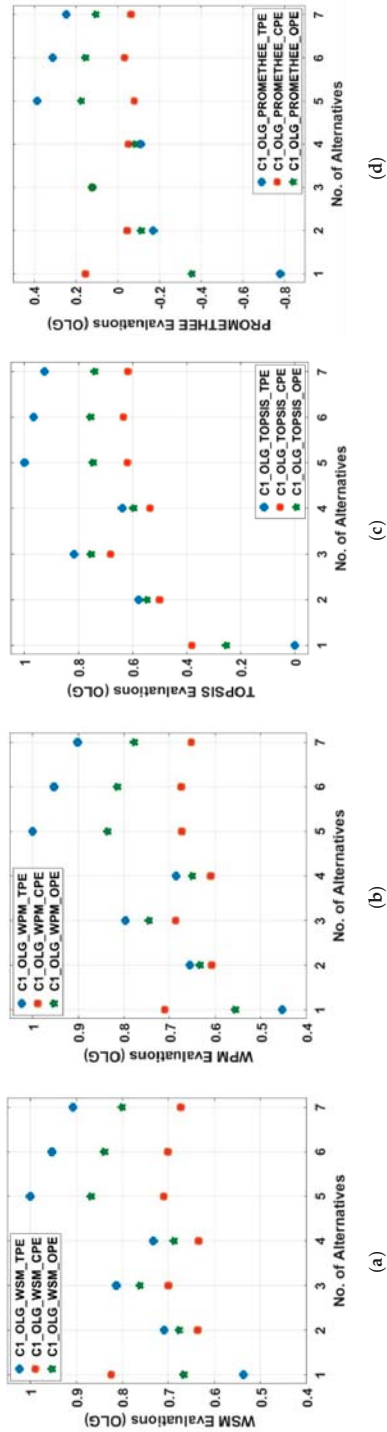 WSM Evaluations (OLG)
1
0.9
0.8
0.7
0.6
0.5
C1_OLG_WSM_TPE
C1_OLG_WSM_CPE
C1_OLG_WSM_OPE
1 2 3 4 5 6 7
No. of Alternatives
(a)
WPM Evaluations (OLG)
1
0.9
0.8
0.7
0.6
0.5
0.4
C1_OLG_WPM_TPE
C1_OLG_WPM_CPE
C1_OLG_WPM_OPE
1 2 3 4 5 6 7
No. of Alternatives
(b)
TOPSIS Evaluations (OLG)
1
0.8
0.6
0.4
0.2
0
C1_OLG_TOPSIS_TPE
C1_OLG_TOPSIS_CPE
C1_OLG_TOPSIS_OPE
1 2 3 4 5 6 7
No. of Alternatives
(c)
PROMETHEE Evaluations (OLG)
0.4
0.2
0
-0.2
-0.4
-0.6
-0.8
C1_OLG_PROMETHEE_TPE
C1_OLG_PROMETHEE_CPE
C1_OLG_PROMETHEE_OPE
1 2 3 4 5 6 7
No. of Alternatives
(d)